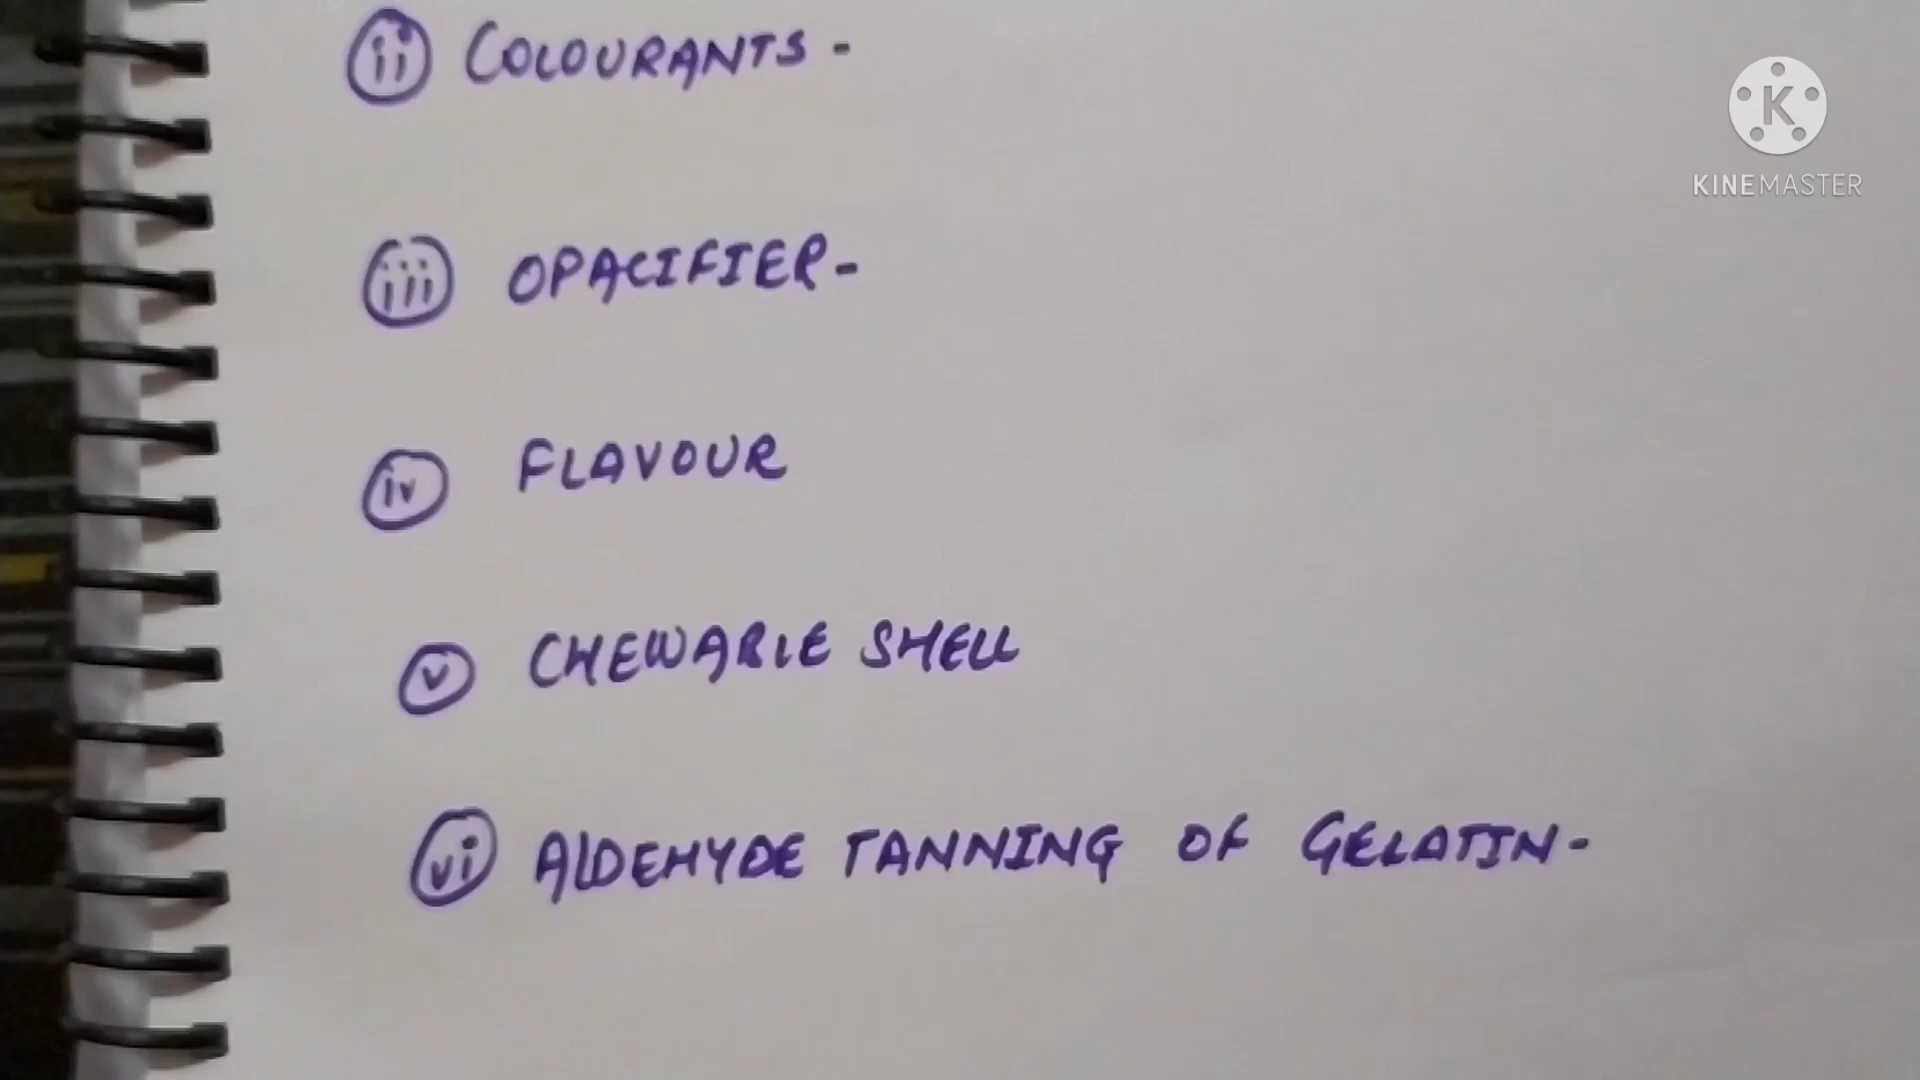 ii COLOURANTS -
iii OPACIFIER -
iv FLAVOUR
v CHEWABLE SHELL
vi ALDEHYDE TANNING OF GELATIN -
K
KINEMASTER